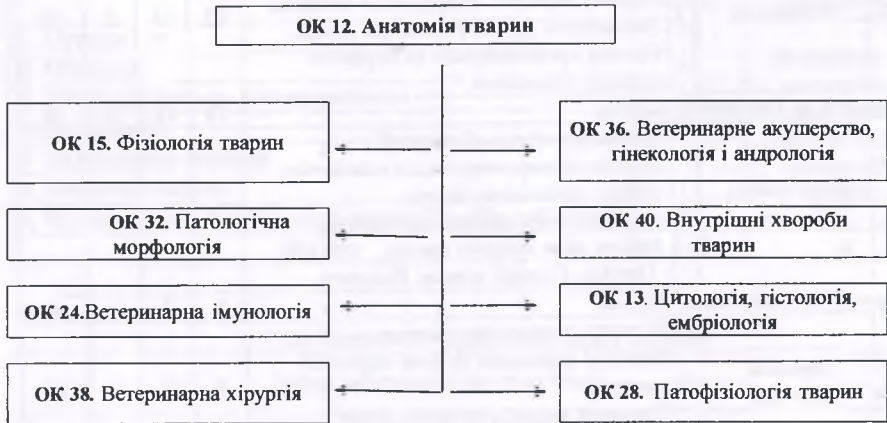 ОК 12. Анатомія тварин
ОК 15. Фізіологія тварин
ОК 36. Ветеринарне акушерство,
гінекологія і андрологія
ОК 32. Патологічна
морфологія
ОК 40. Внутрішні хвороби
тварин
ОК 24.Ветеринарна імунологія
ОК 13. Цитологія, гістологія,
ембріологія
ОК 38. Ветеринарна хірургія
ОК 28. Патофізіологія тварин